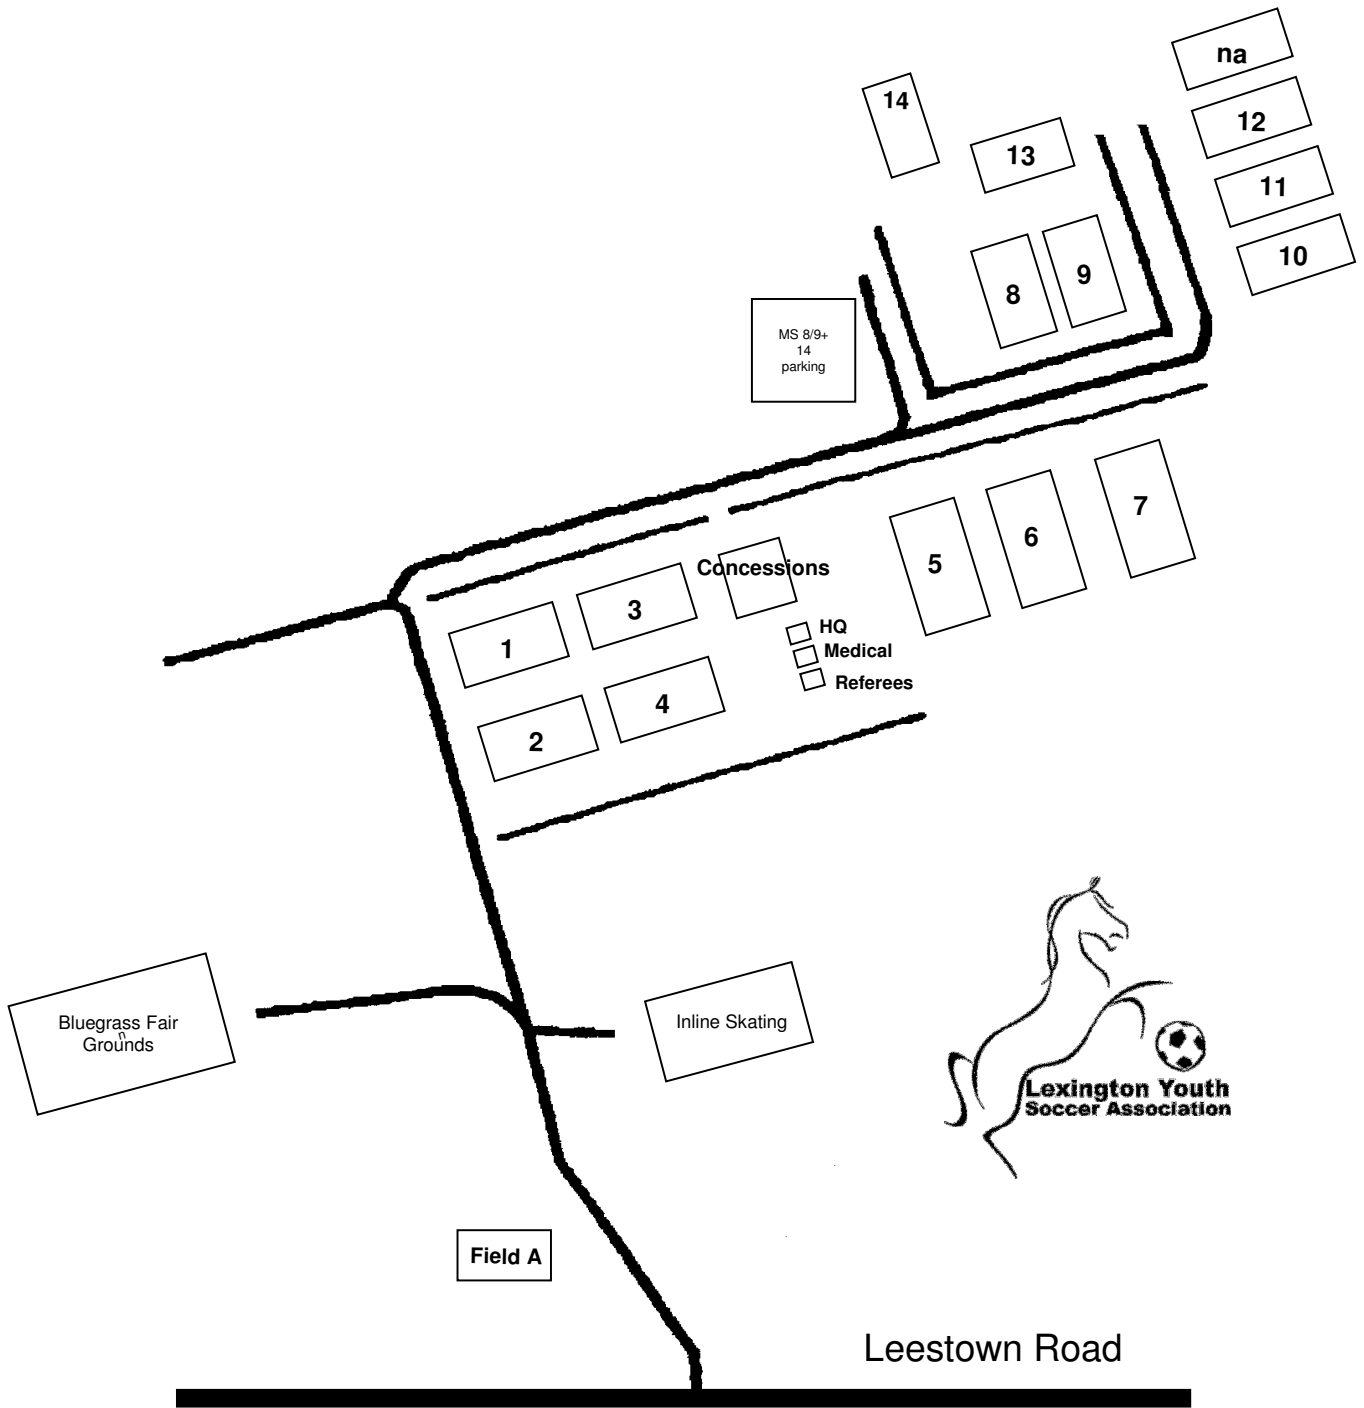 na
14
12
13
11
10
9
8
MS 8/9+
14
parking
7
6
5
Concessions
3
1
HQ
Medical
Referees
4
2
Bluegrass Fair
Grounds
n
Inline Skating
Lexington Youth
Soccer Association
Field A
Leestown Road